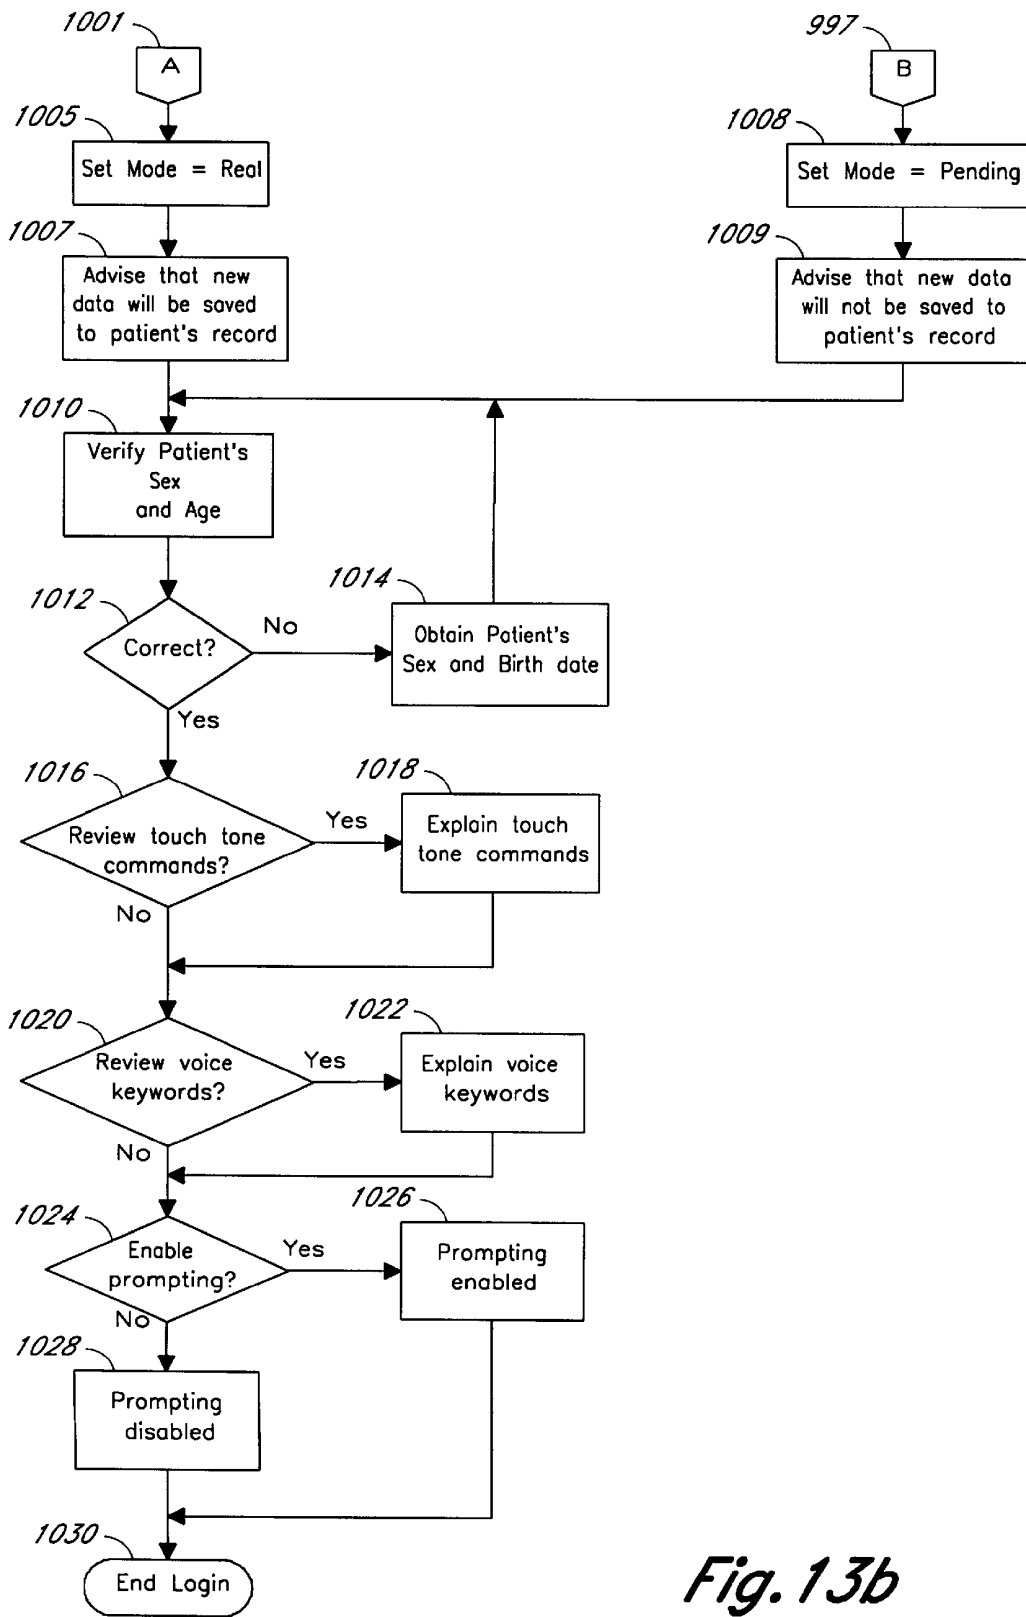 1001
A
997
B
1005
Set Mode = Real
1008
Set Mode = Pending
1007
Advise that new
data will be saved
to patient's record
1009
Advise that new data
will not be saved to
patient's record
1010
Verify Patient's
Sex
and Age
1012
Correct?
No
1014
Obtain Patient's
Sex and Birth date
Yes
1016
Review touch tone
commands?
Yes
1018
Explain touch
tone commands
No
1020
Review voice
keywords?
Yes
1022
Explain voice
keywords
No
1024
Enable
prompting?
Yes
1026
Prompting
enabled
No
1028
Prompting
disabled
1030
End Login
Fig. 13b